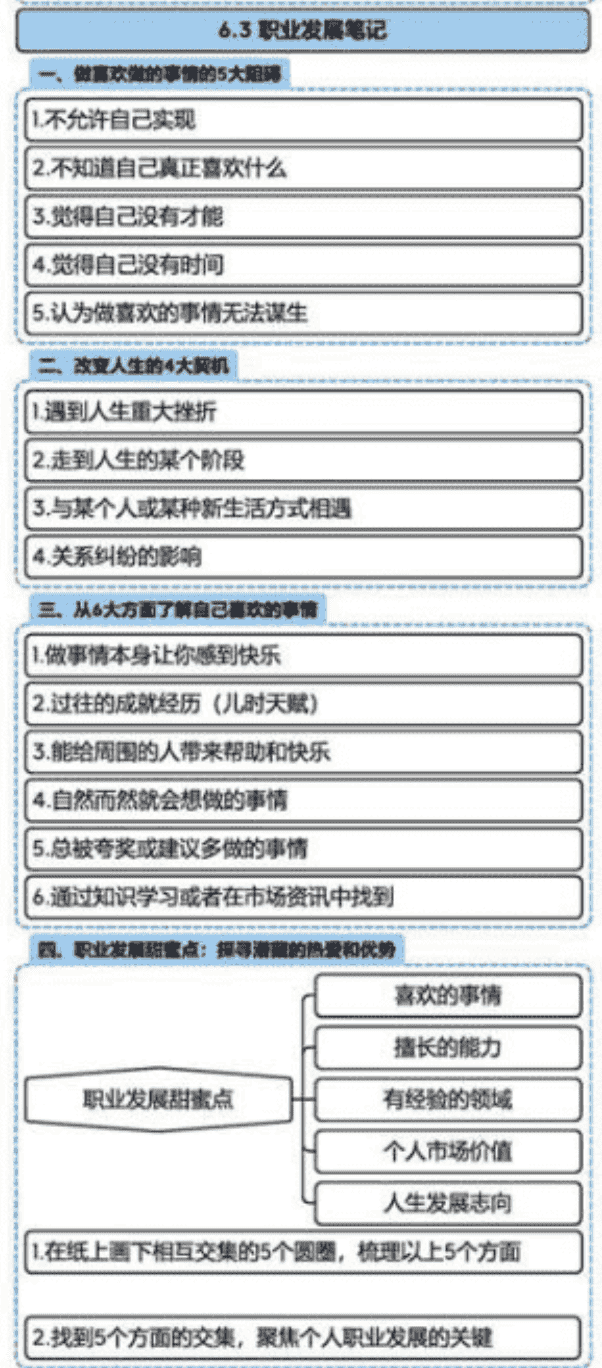 6.3 职业发展笔记
一、做喜欢做的事情的5大阻碍
1.不允许自己实现
2.不知道自己真正喜欢什么
3.觉得自己没有才能
4.觉得自己没有时间
5.认为做喜欢的事情无法谋生
二、改变人生的4大契机
1.遇到人生重大挫折
2.走到人生的某个阶段
3.与某个人或某种新生活方式相遇
4.关系纠纷的影响
三、从6大方面了解自己喜欢的事情
1.做事情本身让你感到快乐
2.过往的成就经历（儿时天赋）
3.能给周围的人带来帮助和快乐
4.自然而然就会想做的事情
5.总被夸奖或建议多做的事情
6.通过知识学习或者在市场资讯中找到
四、职业发展甜蜜点：探寻潜藏的热爱和优势
职业发展甜蜜点
喜欢的事情
擅长的能力
有经验的领域
个人市场价值
人生发展志向
1.在纸上画下相互交集的5个圆圈，梳理以上5个方面
2.找到5个方面的交集，聚焦个人职业发展的关键